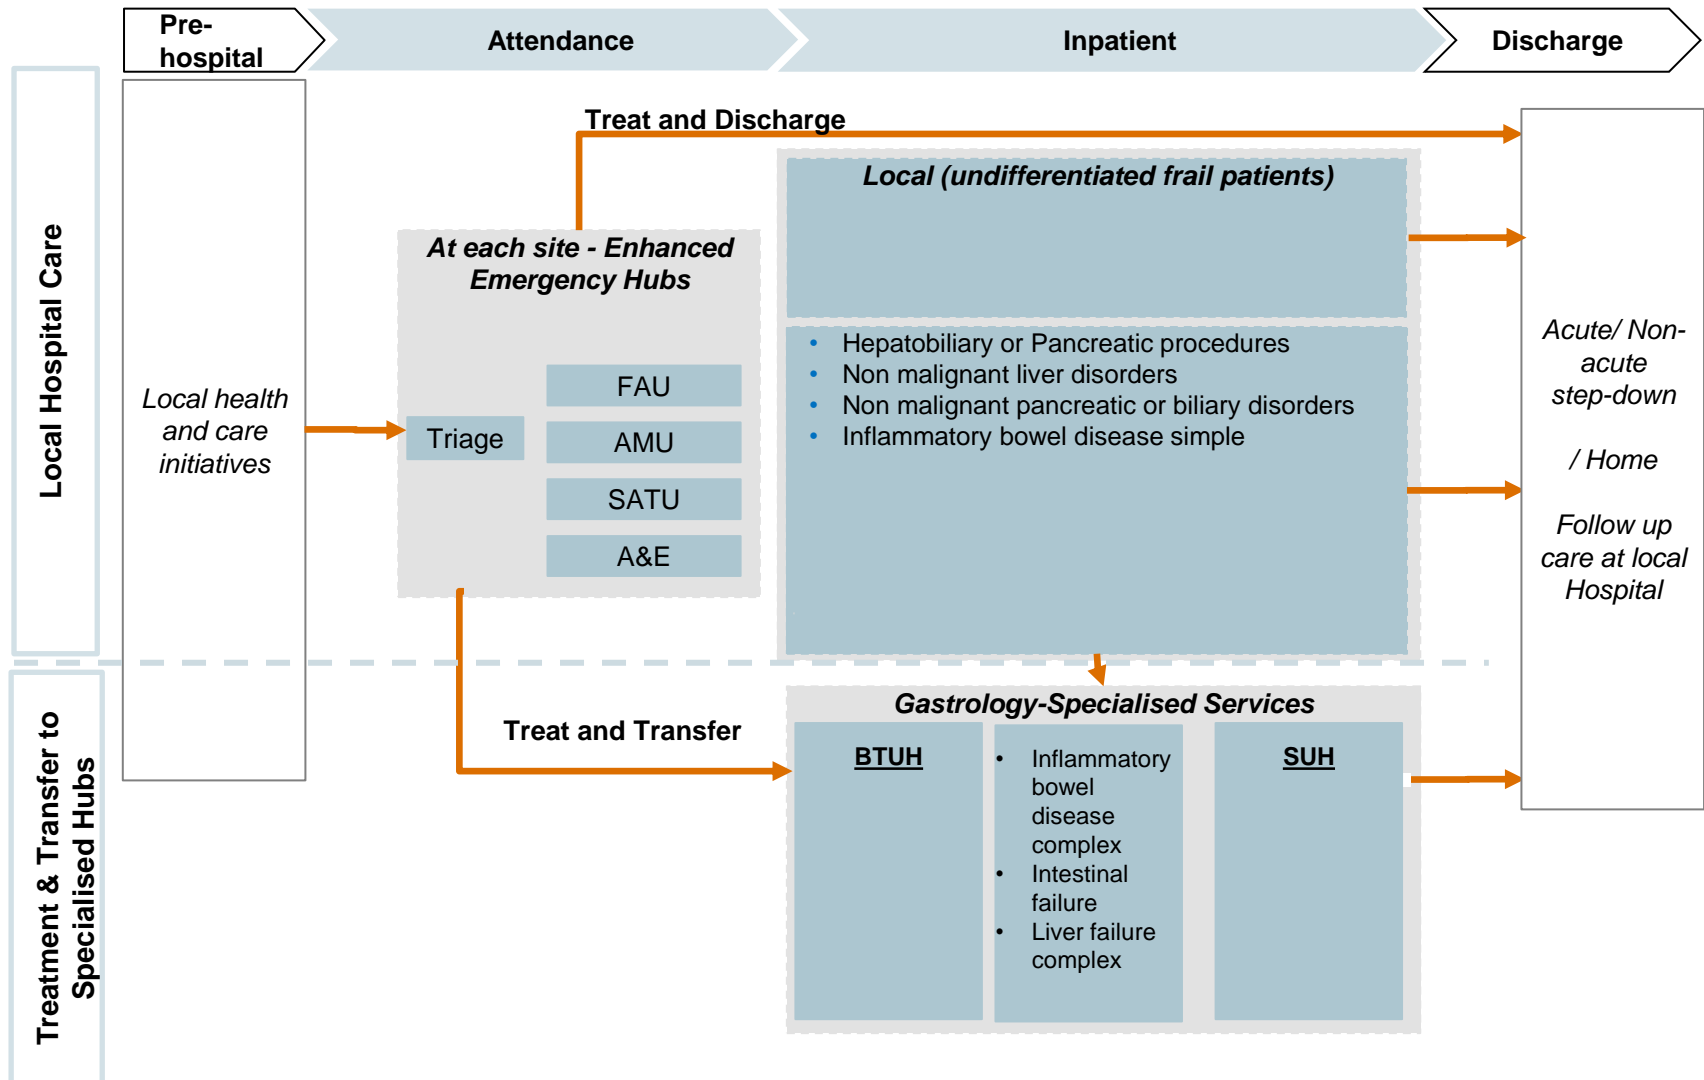 Pre-
hospital
Attendance
Inpatient
Discharge
Local Hospital Care
Treatment & Transfer to
Specialised Hubs
Local health
and care
initiatives
Treat and Discharge
At each site - Enhanced
Emergency Hubs
Triage
FAU
AMU
SATU
A&E
Local (undifferentiated frail patients)
• Hepatobiliary or Pancreatic procedures
• Non malignant liver disorders
• Non malignant pancreatic or biliary disorders
• Inflammatory bowel disease simple
Treat and Transfer
Gastrology-Specialised Services
BTUH
• Inflammatory
bowel
disease
complex
• Intestinal
failure
• Liver failure
complex
SUH
Acute/ Non-
acute
step-down
/ Home
Follow up
care at local
Hospital